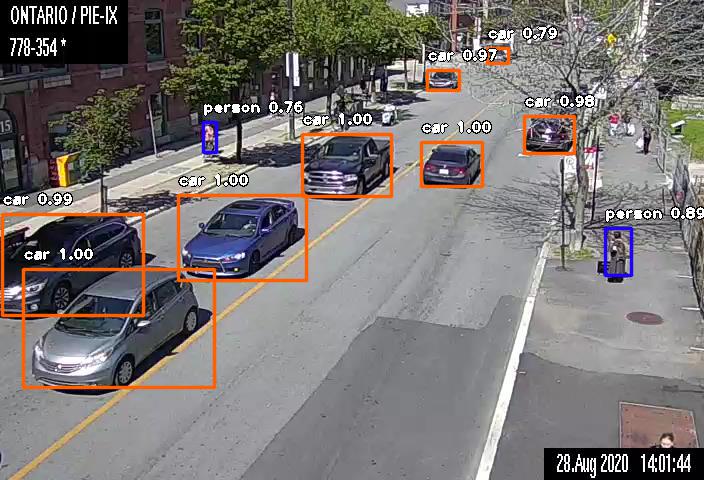 ONTARIO / PIE-IX
778-354 *
car 0.79
car 0.97
car 0.98
person 0.76
car 1.00
car 1.00
15
car 1.00
car 0.99
person 0.89
car 1.00
28.Aug 2020 14:01:44